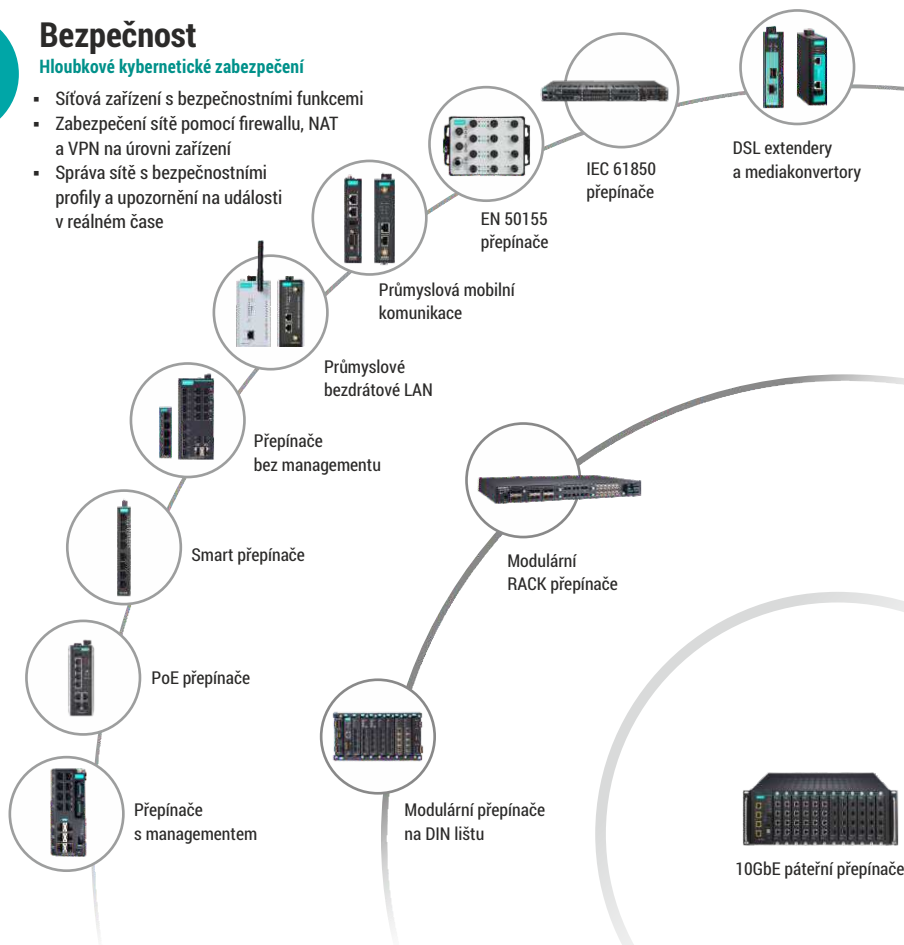 Bezpečnost
Hloubkové kybernetické zabezpečení
▪ Síťová zařízení s bezpečnostními funkcemi
▪ Zabezpečení sítě pomocí firewallu, NAT
a VPN na úrovni zařízení
▪ Správa sítě s bezpečnostními
profily a upozornění na události
v reálném čase
DSL extendery
a mediakonvertory
IEC 61850
přepínače
EN 50155
přepínače
Průmyslová mobilní
komunikace
Průmyslové
bezdrátové LAN
Přepínače
bez managementu
Smart přepínače
Modulární
RACK přepínače
PoE přepínače
Přepínače
s managementem
Modulární přepínače
na DIN lištu
10GbE páteřní přepínače